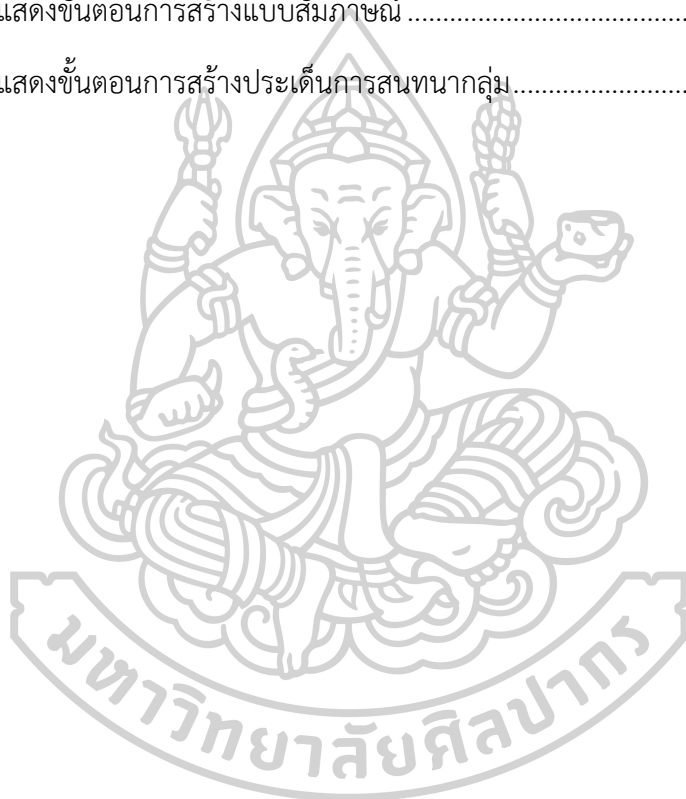 แสดงขั้นตอนการสร้างแบบสัมภาษณ์ ........................................
แสดงขั้นตอนการสร้างประเด็นการสนทนากลุ่ม.........................
มหาวิทยาลัยศิลปากร